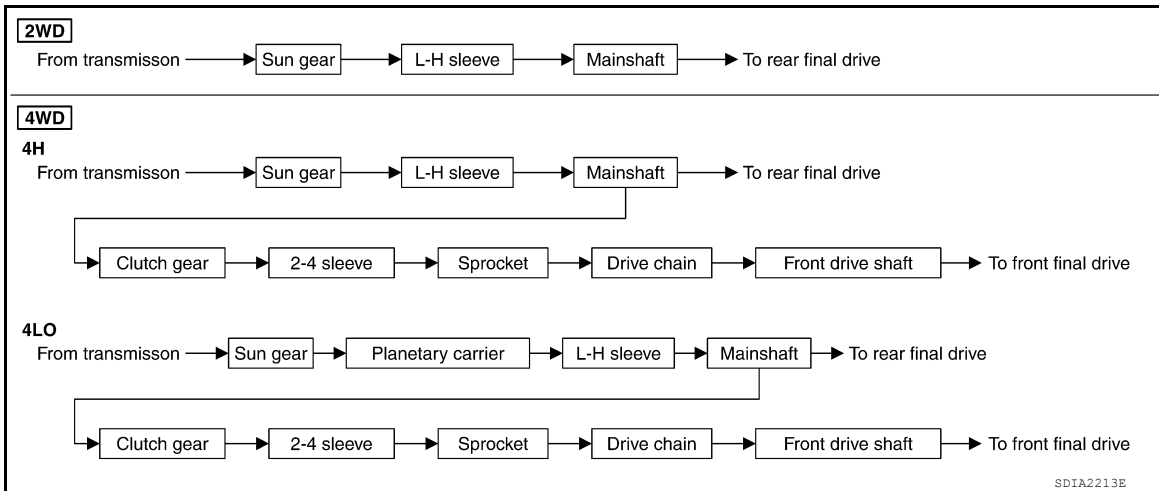 2WD
From transmisson Sun gear L-H sleeve Mainshaft To rear final drive
4WD
4H
From transmisson Sun gear L-H sleeve Mainshaft To rear final drive
Clutch gear 2-4 sleeve Sprocket Drive chain Front drive shaft To front final drive
4LO
From transmisson Sun gear Planetary carrier L-H sleeve Mainshaft To rear final drive
Clutch gear 2-4 sleeve Sprocket Drive chain Front drive shaft To front final drive
SDIA2213E